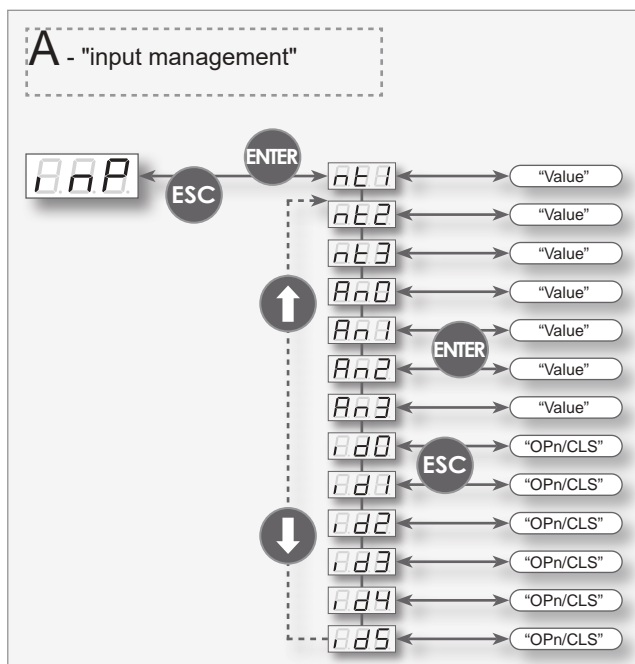 A - "input management"
ENTER
inP
ESC
nt1 "Value"
nt2 "Value"
nt3 "Value"
An0 "Value"
An1 "Value"
ENTER
An2 "Value"
An3 "Value"
id0 "OPn/CLS"
ESC
id1 "OPn/CLS"
id2 "OPn/CLS"
id3 "OPn/CLS"
id4 "OPn/CLS"
id5 "OPn/CLS"